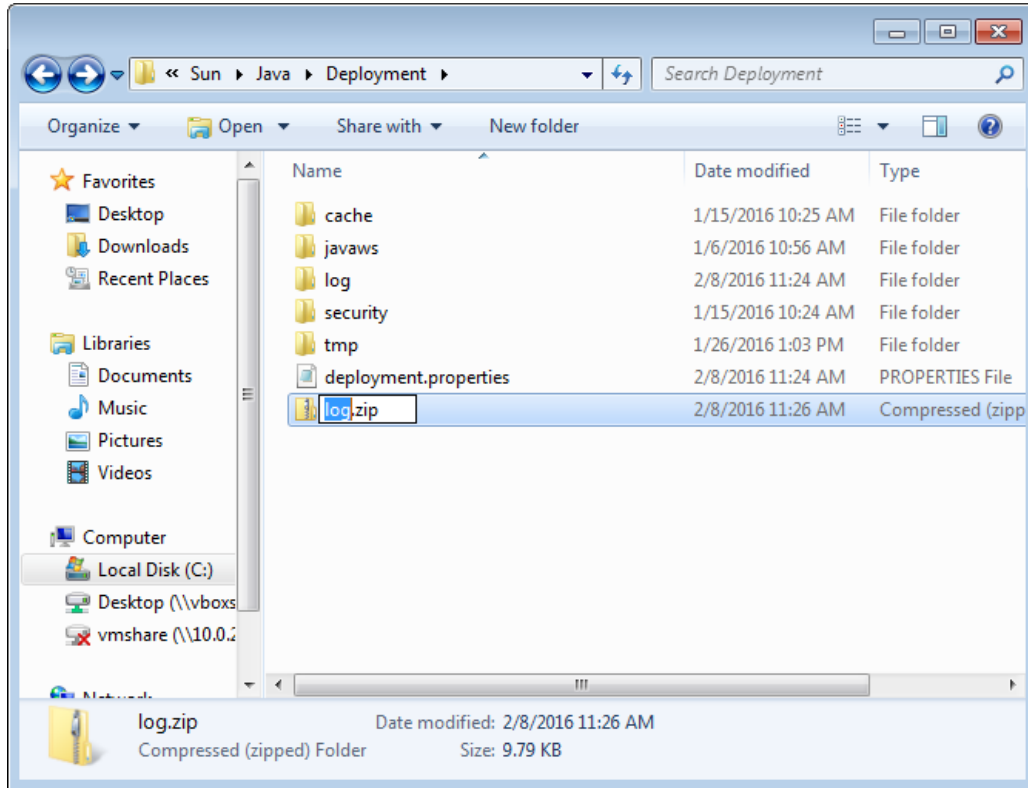 « Sun ▸ Java ▸ Deployment ▸ Search Deployment
Organize Open Share with New folder
Favorites
Desktop
Downloads
Recent Places
Libraries
Documents
Music
Pictures
Videos
Computer
Local Disk (C:)
Desktop (\\vboxs
vmshare (\\10.0.2
Network
Name Date modified Type
cache 1/15/2016 10:25 AM File folder
javaws 1/6/2016 10:56 AM File folder
log 2/8/2016 11:24 AM File folder
security 1/15/2016 10:24 AM File folder
tmp 1/26/2016 1:03 PM File folder
deployment.properties 2/8/2016 11:24 AM PROPERTIES File
log.zip 2/8/2016 11:26 AM Compressed (zipp
log.zip Date modified: 2/8/2016 11:26 AM
Compressed (zipped) Folder Size: 9.79 KB